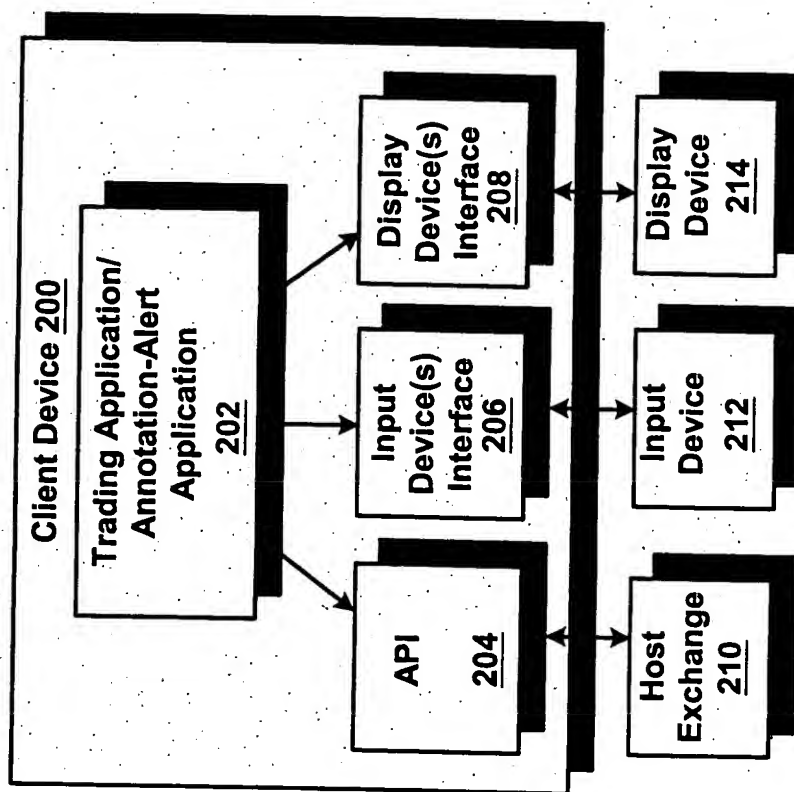 Client Device 200
Trading Application/
Annotation-Alert
Application
202
API
204
Input
Device(s)
Interface
206
Display
Device(s)
Interface
208
Host
Exchange
210
Input
Device
212
Display
Device
214